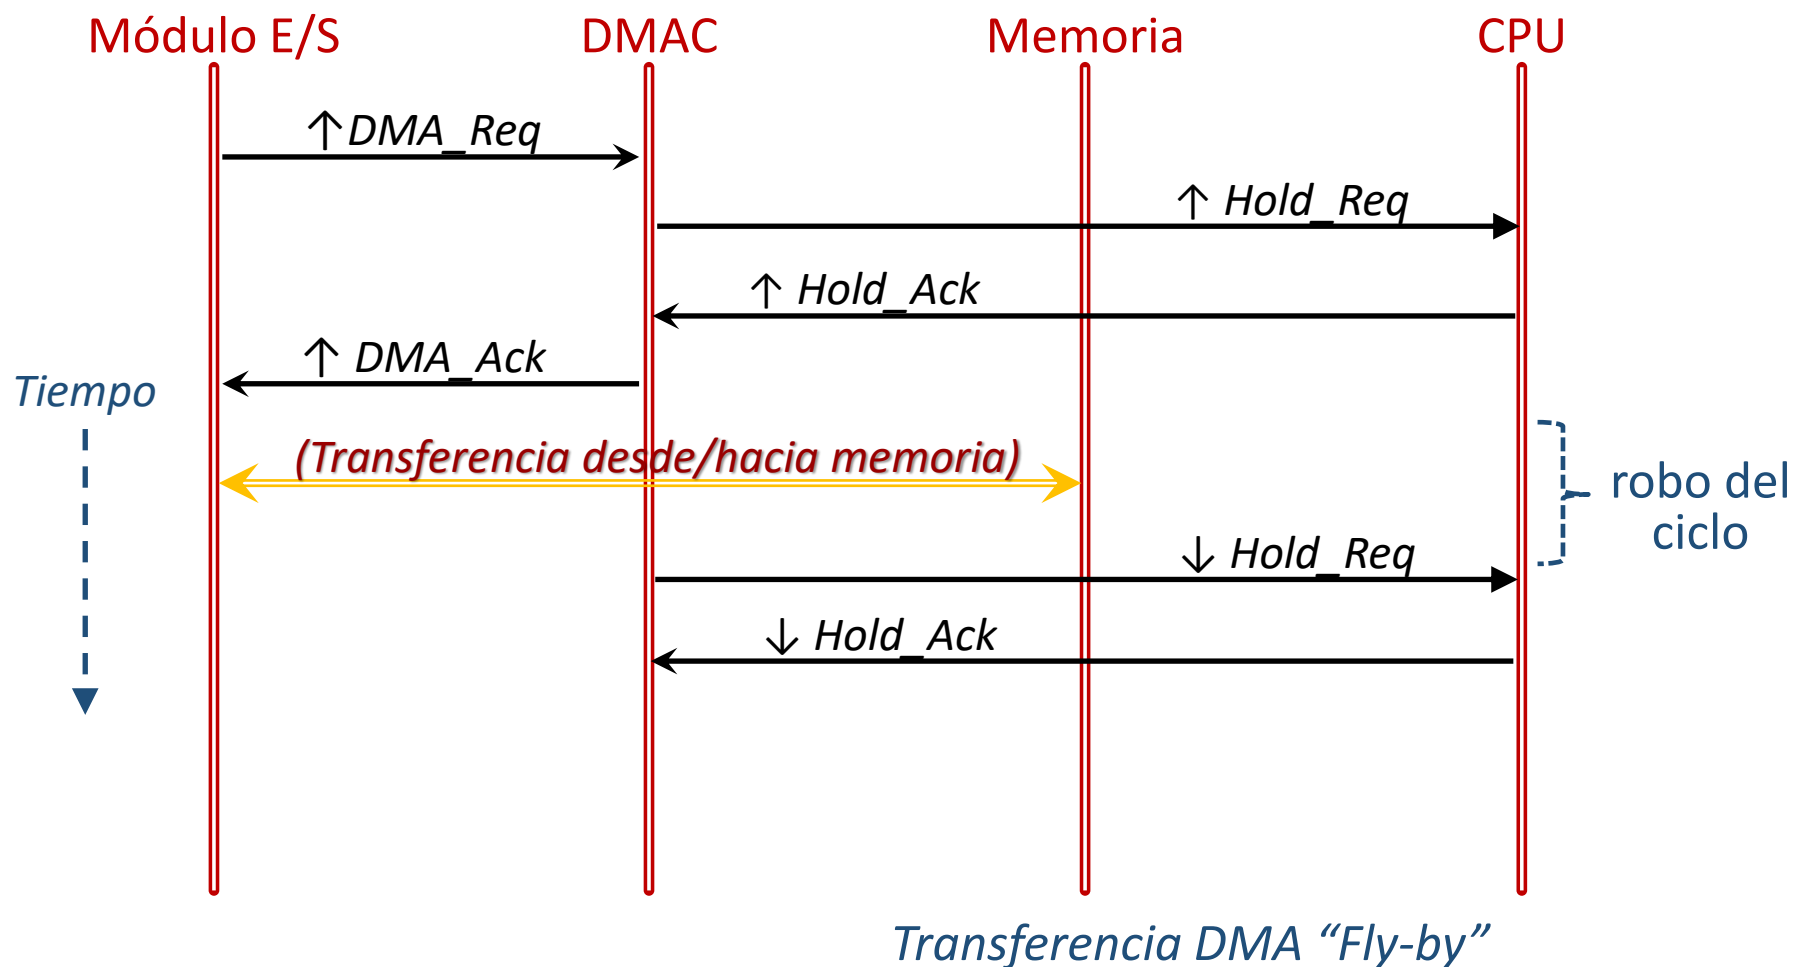 Módulo E/S
DMAC
Memoria
CPU
↑DMA_Req
↑ Hold_Req
↑ Hold_Ack
↑ DMA_Ack
Tiempo
(Transferencia desde/hacia memoria)
robo del
ciclo
↓ Hold_Req
↓ Hold_Ack
Transferencia DMA “Fly-by”